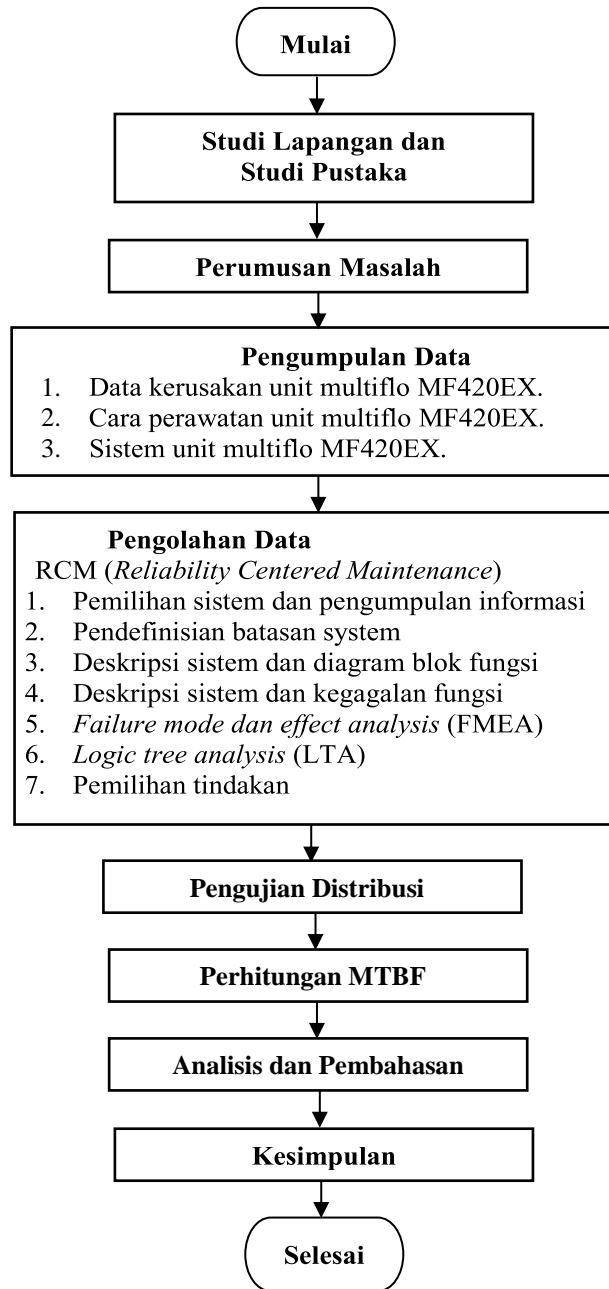 Mulai
Studi Lapangan dan
Studi Pustaka
Perumusan Masalah
Pengumpulan Data
1. Data kerusakan unit multiflo MF420EX.
2. Cara perawatan unit multiflo MF420EX.
3. Sistem unit multiflo MF420EX.
Pengolahan Data
RCM (Reliability Centered Maintenance)
1. Pemilihan sistem dan pengumpulan informasi
2. Pendefinisian batasan system
3. Deskripsi sistem dan diagram blok fungsi
4. Deskripsi sistem dan kegagalan fungsi
5. Failure mode dan effect analysis (FMEA)
6. Logic tree analysis (LTA)
7. Pemilihan tindakan
Pengujian Distribusi
Perhitungan MTBF
Analisis dan Pembahasan
Kesimpulan
Selesai